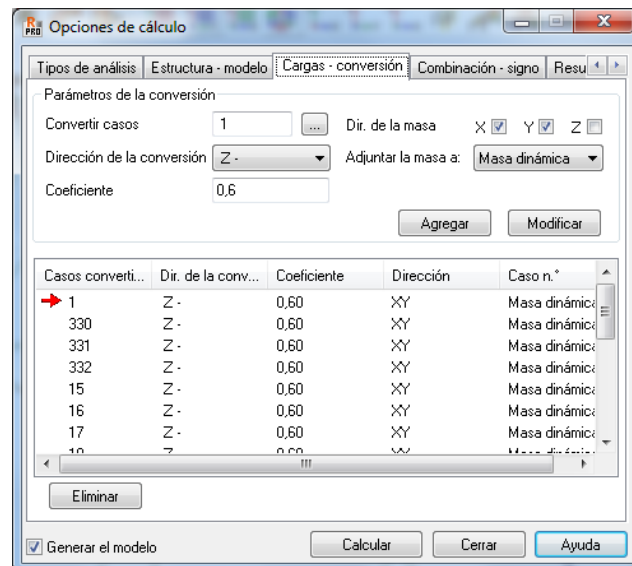 Opciones de cálculo
Tipos de análisis Estructura - modelo Cargas - conversión Combinación - signo Resu
Parámetros de la conversión
Convertir casos 1 ... Dir. de la masa X Y Z
Dirección de la conversión Z - Adjuntar la masa a: Masa dinámica
Coeficiente 0,6
Agregar Modificar
Casos converti... Dir. de la conv... Coeficiente Dirección Caso n.°
1 Z - 0,60 XY Masa dinámica
330 Z - 0,60 XY Masa dinámica
331 Z - 0,60 XY Masa dinámica
332 Z - 0,60 XY Masa dinámica
15 Z - 0,60 XY Masa dinámica
16 Z - 0,60 XY Masa dinámica
17 Z - 0,60 XY Masa dinámica
Eliminar
Generar el modelo Calcular Cerrar Ayuda